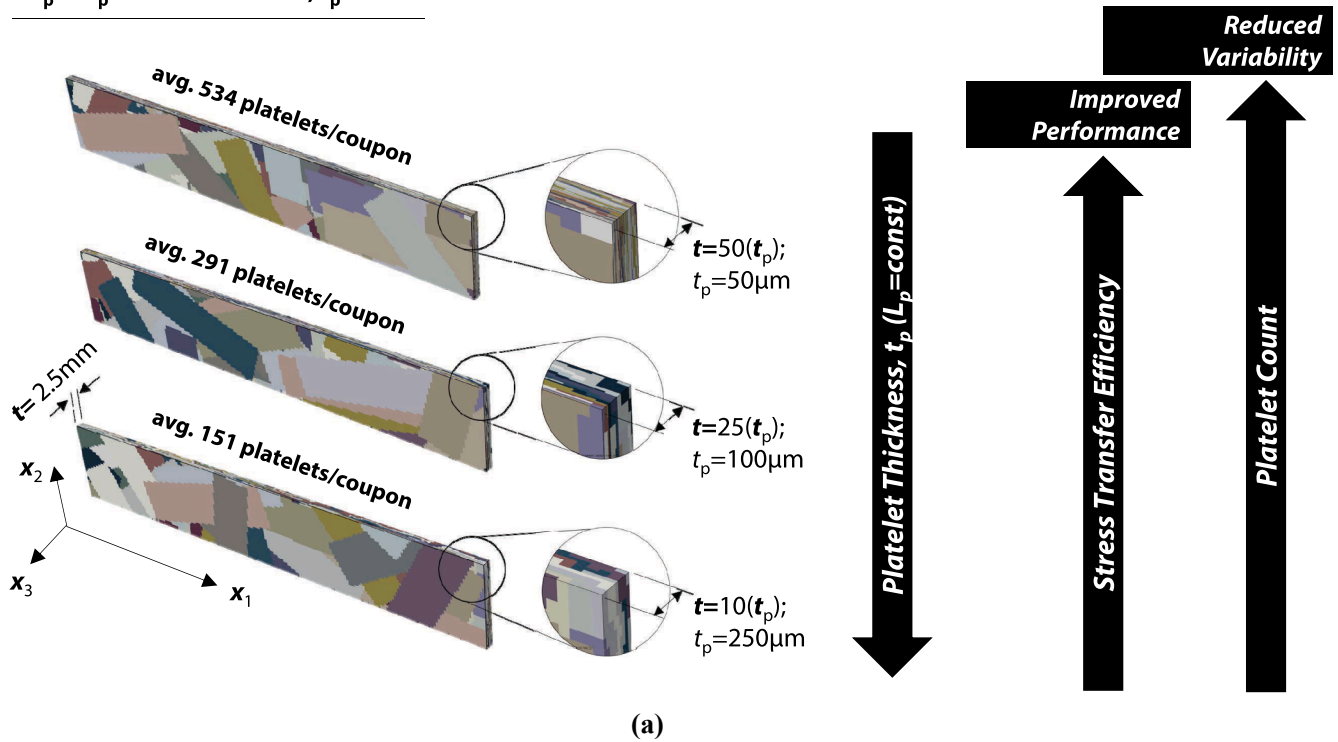 avg. 534 platelets/coupon
t=50(tp);
tp=50µm
avg. 291 platelets/coupon
t=25(tp);
tp=100µm
t= 2.5mm
avg. 151 platelets/coupon
t=10(tp);
tp=250µm
x2
x3
x1
Platelet Thickness, tp (Lp=const)
Improved
Performance
Stress Transfer Efficiency
Reduced
Variability
Platelet Count
(a)